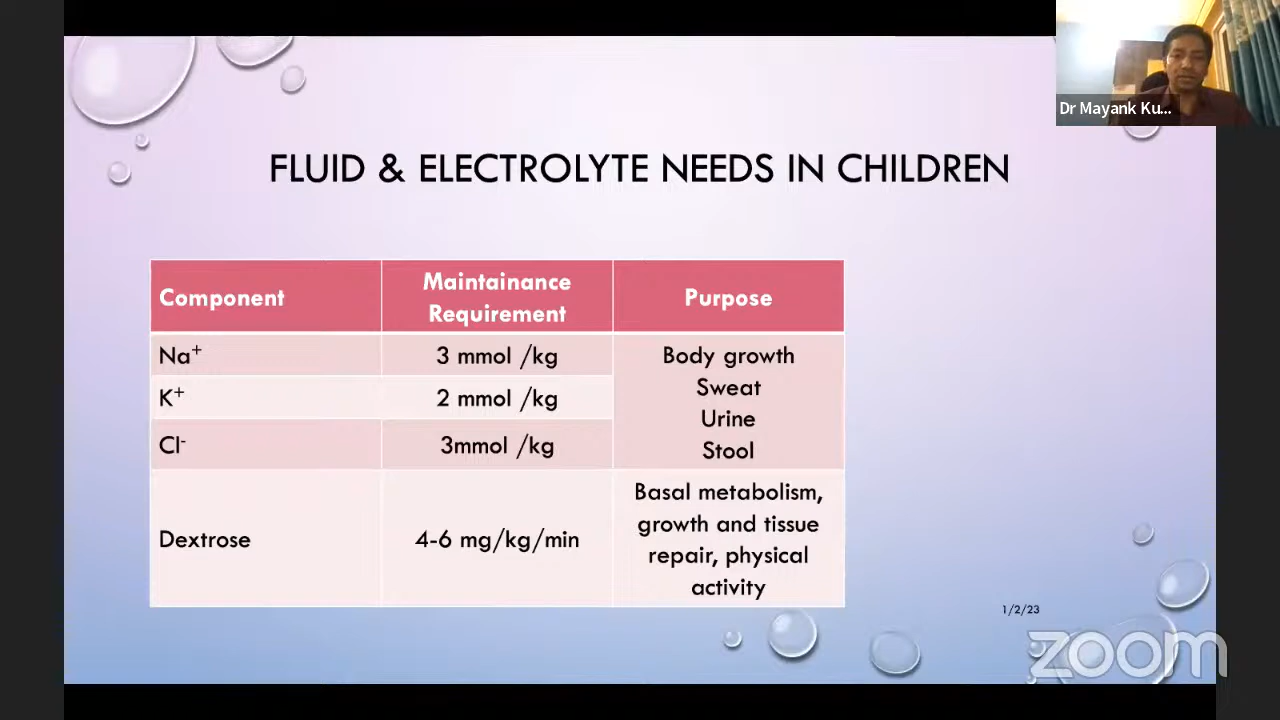 Dr Mayank Ku...
FLUID & ELECTROLYTE NEEDS IN CHILDREN
Component
Maintainance
Requirement
Purpose
Na⁺
3 mmol /kg
K⁺
2 mmol /kg
Cl⁻
3mmol /kg
Body growth
Sweat
Urine
Stool
Dextrose
4-6 mg/kg/min
Basal metabolism,
growth and tissue
repair, physical
activity
1/2/23
zoom